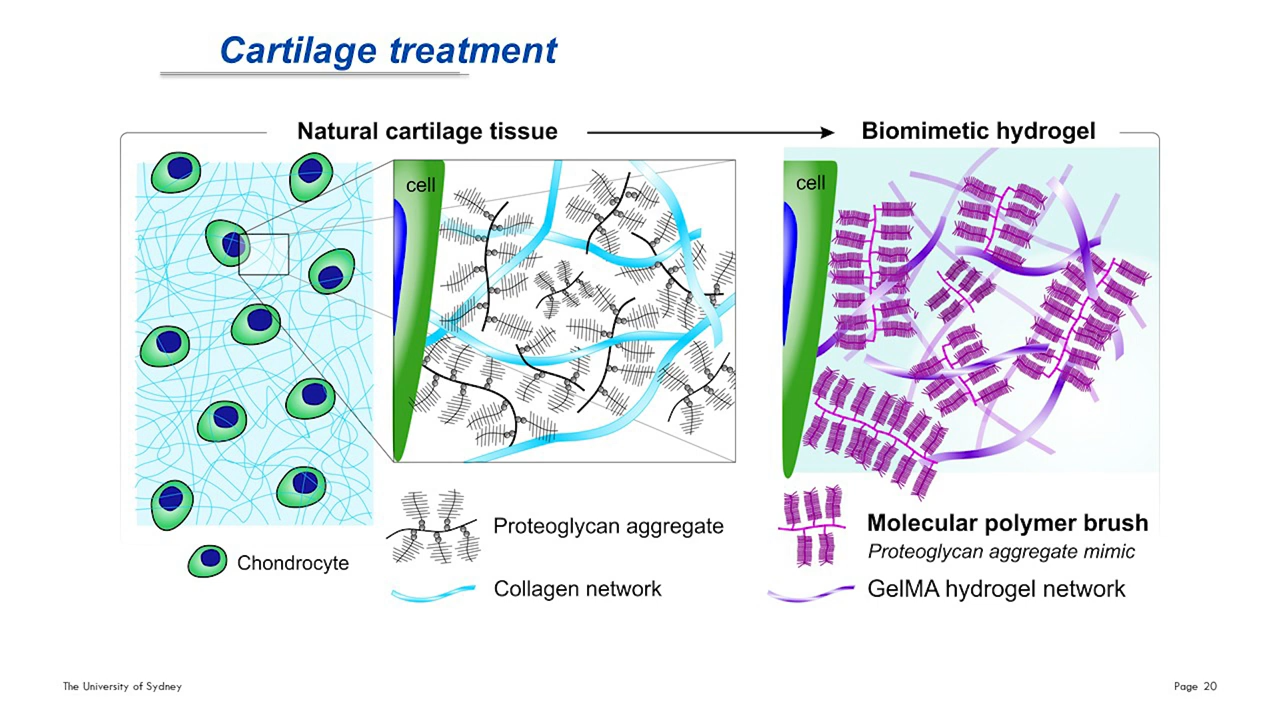 Cartilage treatment
Natural cartilage tissue
Biomimetic hydrogel
cell
cell
Proteoglycan aggregate
Chondrocyte
Collagen network
Molecular polymer brush
Proteoglycan aggregate mimic
GelMA hydrogel network
The University of Sydney
Page 20